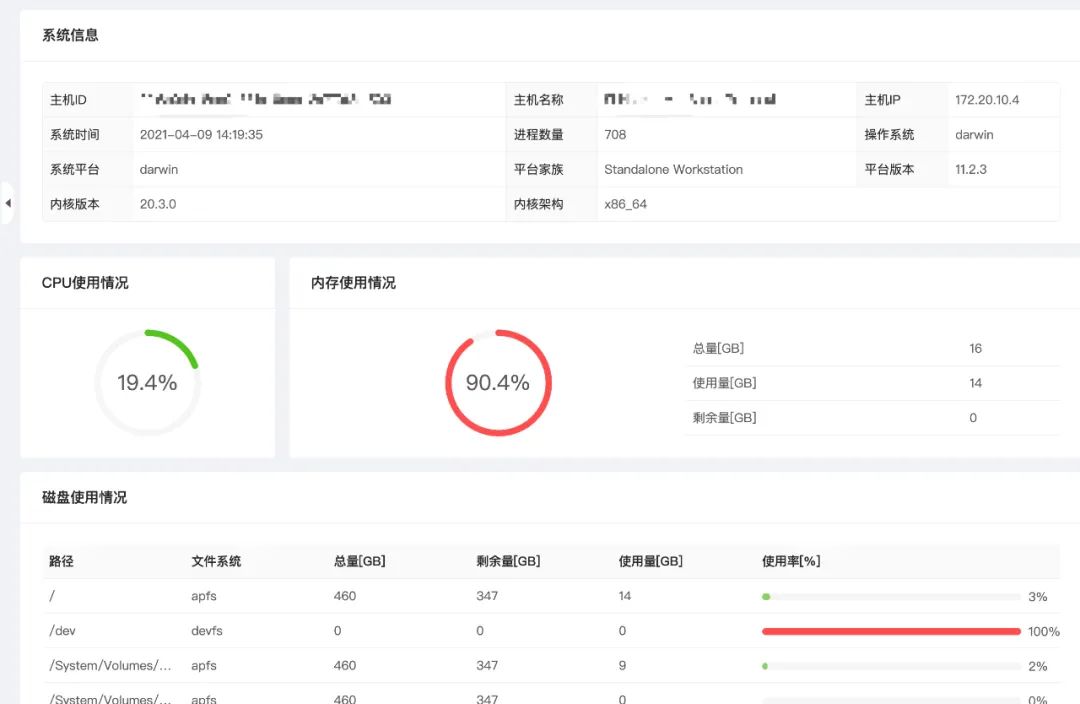 系统信息
主机ID 主机名称 主机IP 172.20.10.4
系统时间 2021-04-09 14:19:35 进程数量 708 操作系统 darwin
系统平台 darwin 平台家族 Standalone Workstation 平台版本 11.2.3
内核版本 20.3.0 内核架构 x86_64
CPU使用情况 内存使用情况
19.4%
90.4%
总量[GB] 16
使用量[GB] 14
剩余量[GB] 0
磁盘使用情况
路径 文件系统 总量[GB] 剩余量[GB] 使用量[GB] 使用率[%]
/ apfs 460 347 14 3%
/dev devfs 0 0 0 100%
/System/Volumes/... apfs 460 347 9 2%
/System/Volumes/... apfs 460 347 0 0%